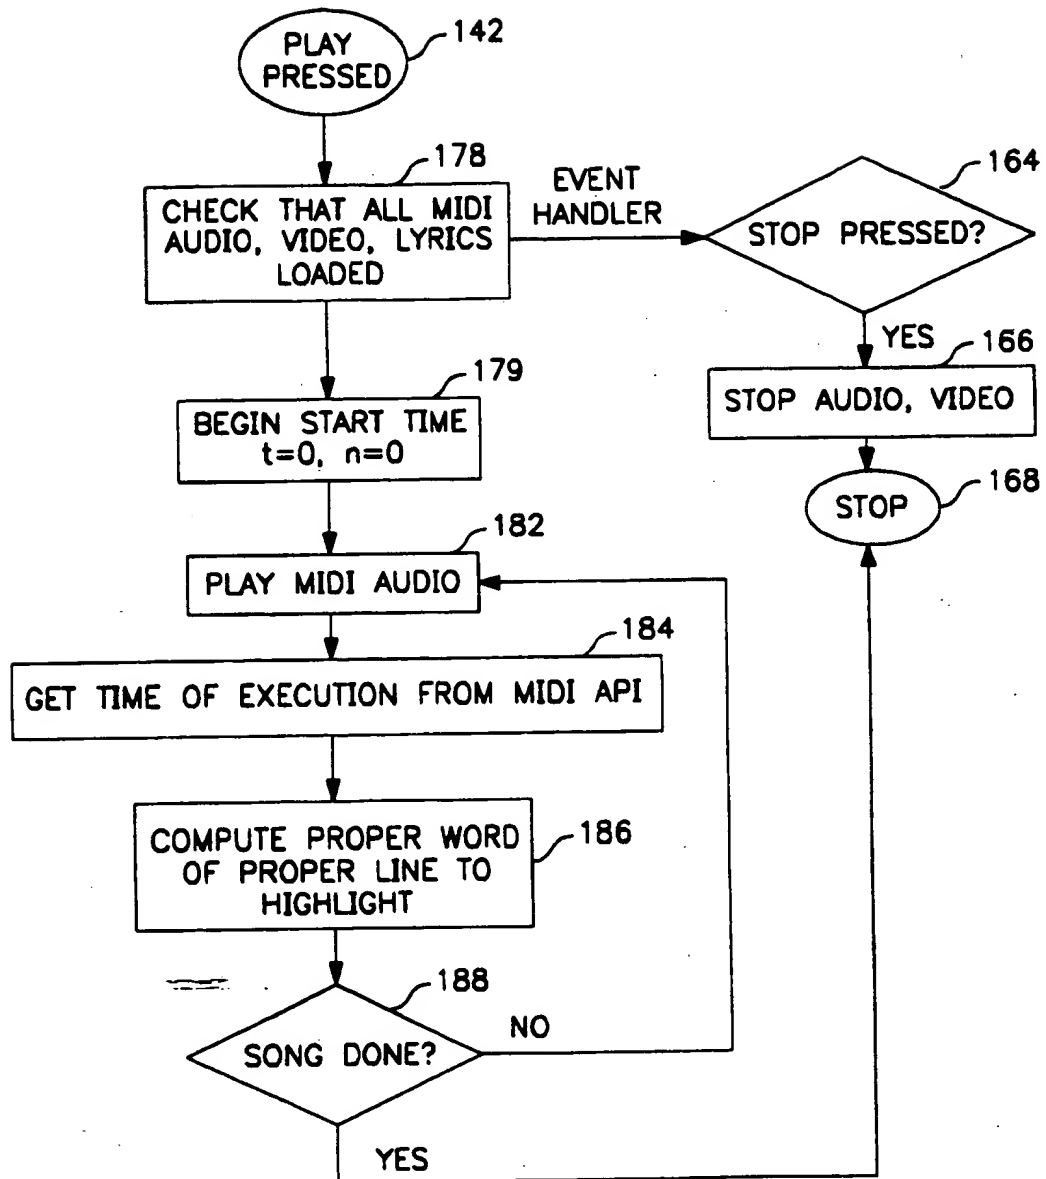 PLAY
PRESSED
142
178
CHECK THAT ALL MIDI
AUDIO, VIDEO, LYRICS
LOADED
EVENT
HANDLER
164
STOP PRESSED?
YES
166
STOP AUDIO, VIDEO
168
STOP
179
BEGIN START TIME
t=0, n=0
182
PLAY MIDI AUDIO
184
GET TIME OF EXECUTION FROM MIDI API
COMPUTE PROPER WORD
OF PROPER LINE TO
HIGHLIGHT
186
188
SONG DONE?
NO
YES